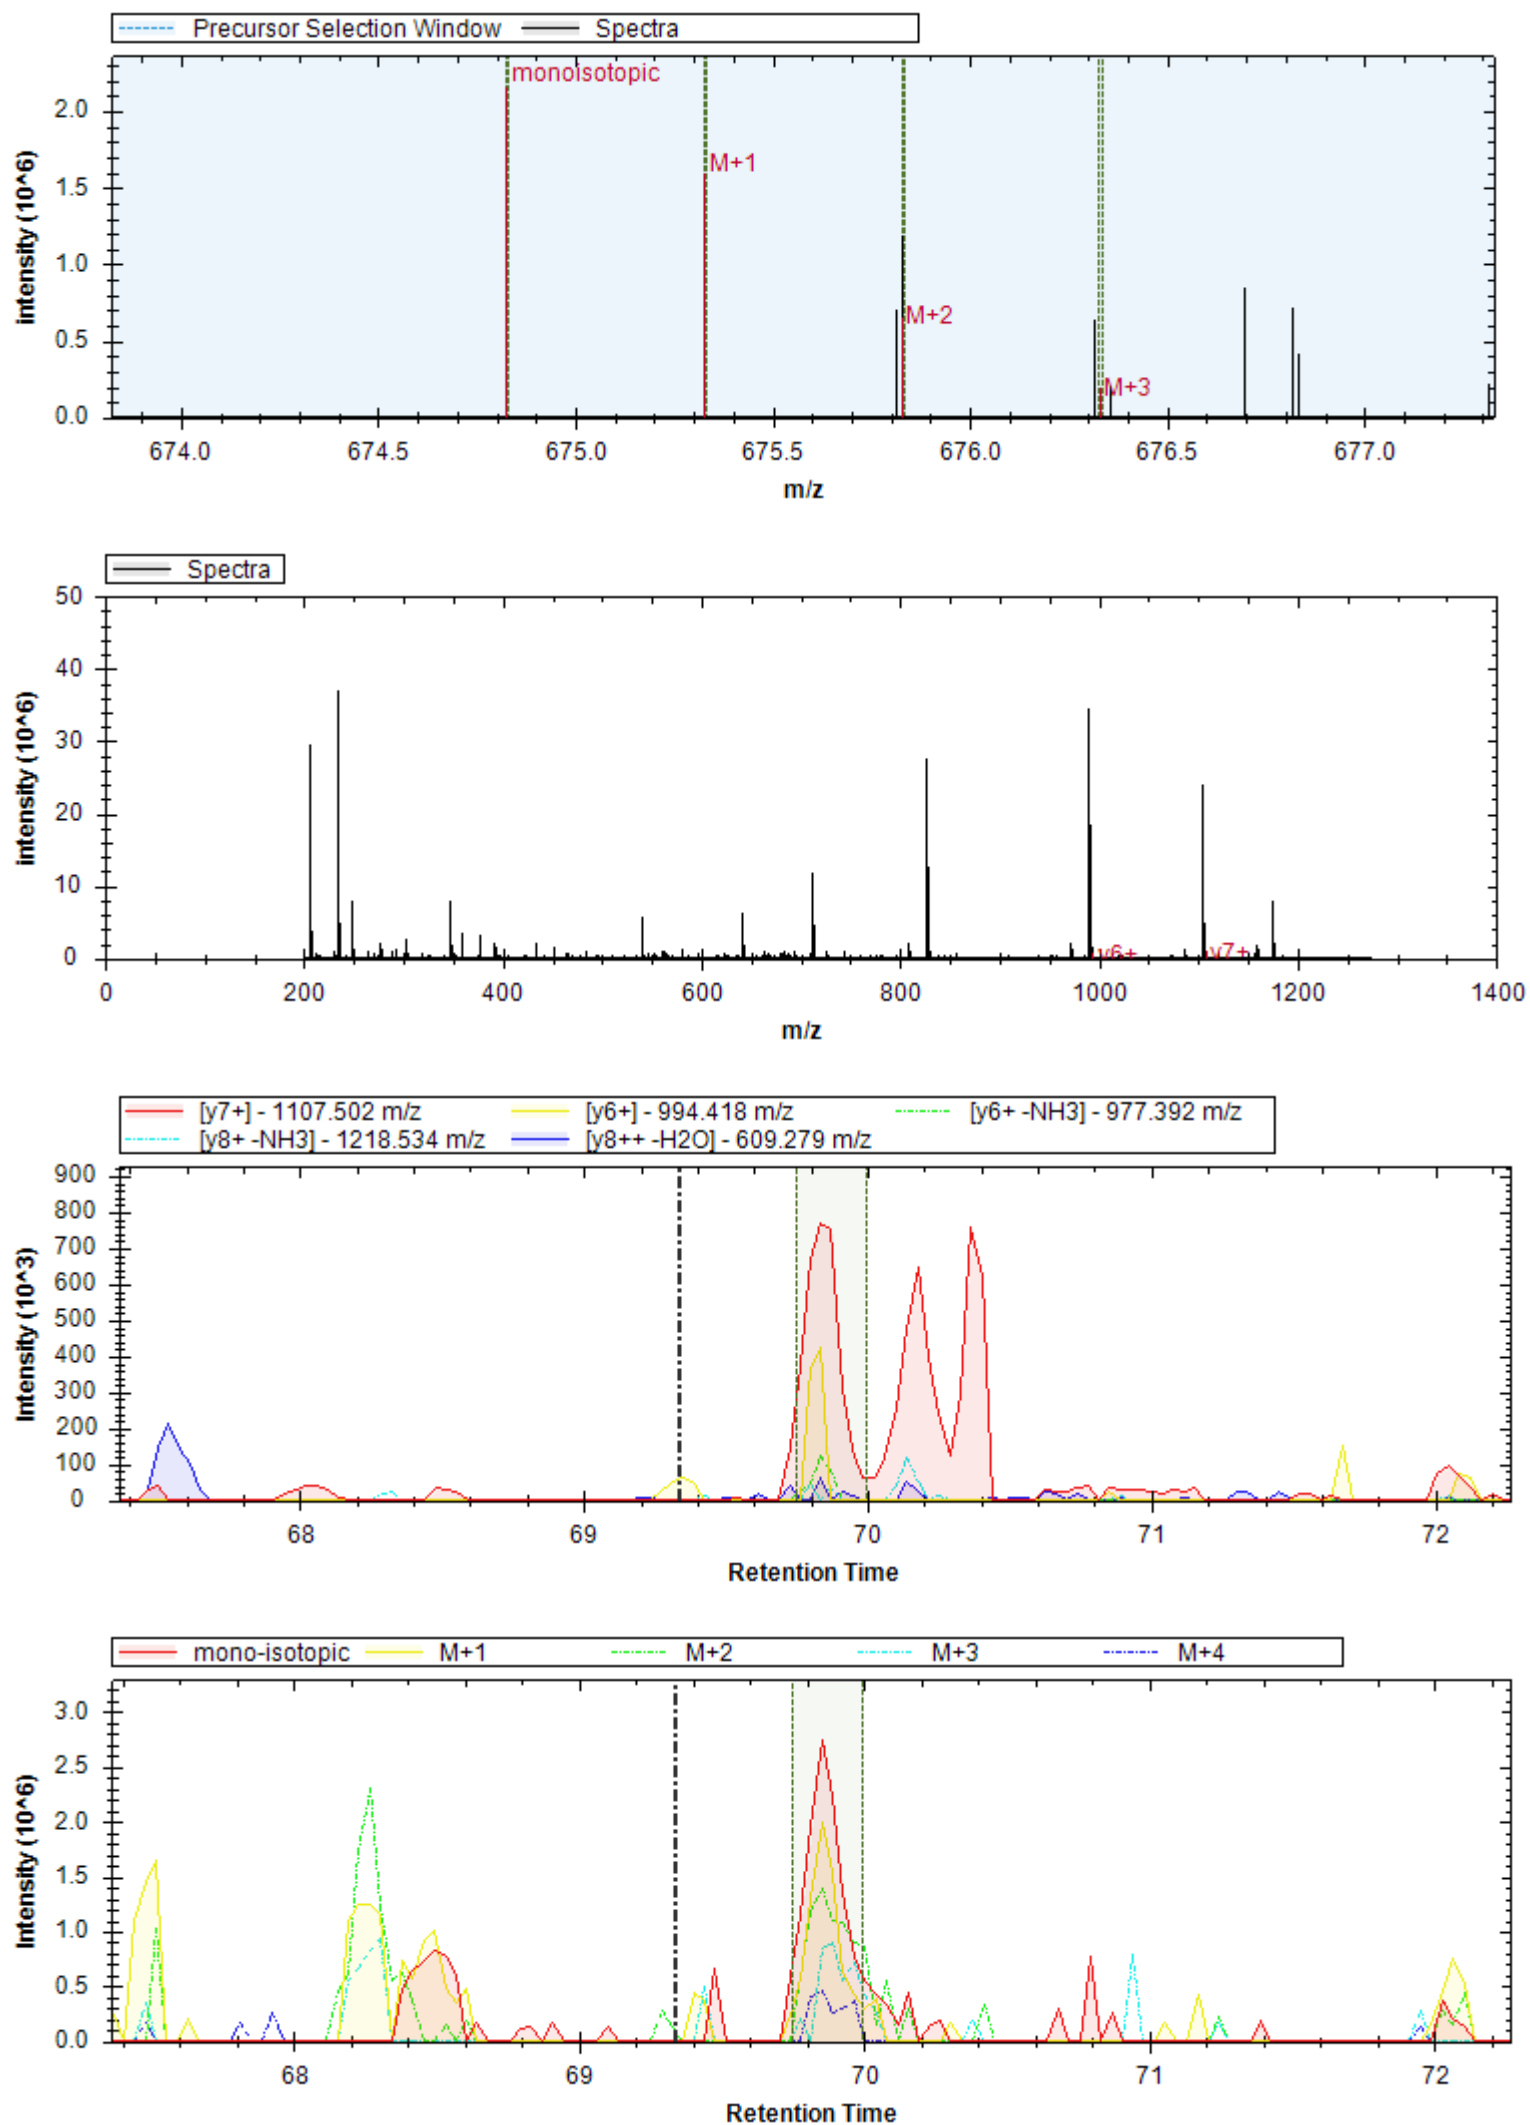 Precursor Selection Window Spectra
monoisotopic
M+1
M+2
M+3
intensity (10^6)
2.0
1.5
1.0
0.5
0.0
674.0 674.5 675.0 675.5 676.0 676.5 677.0
m/z
Spectra
intensity (10^6)
50
40
30
20
10
0
y6+ y7+
0 200 400 600 800 1000 1200 1400
m/z
[y7+] - 1107.502 m/z [y6+] - 994.418 m/z [y6+ -NH3] - 977.392 m/z
[y8+ -NH3] - 1218.534 m/z [y8++ -H2O] - 609.279 m/z
Intensity (10^3)
900
800
700
600
500
400
300
200
100
0
68 69 70 71 72
Retention Time
mono-isotopic M+1 M+2 M+3 M+4
Intensity (10^6)
3.0
2.5
2.0
1.5
1.0
0.5
0.0
68 69 70 71 72
Retention Time